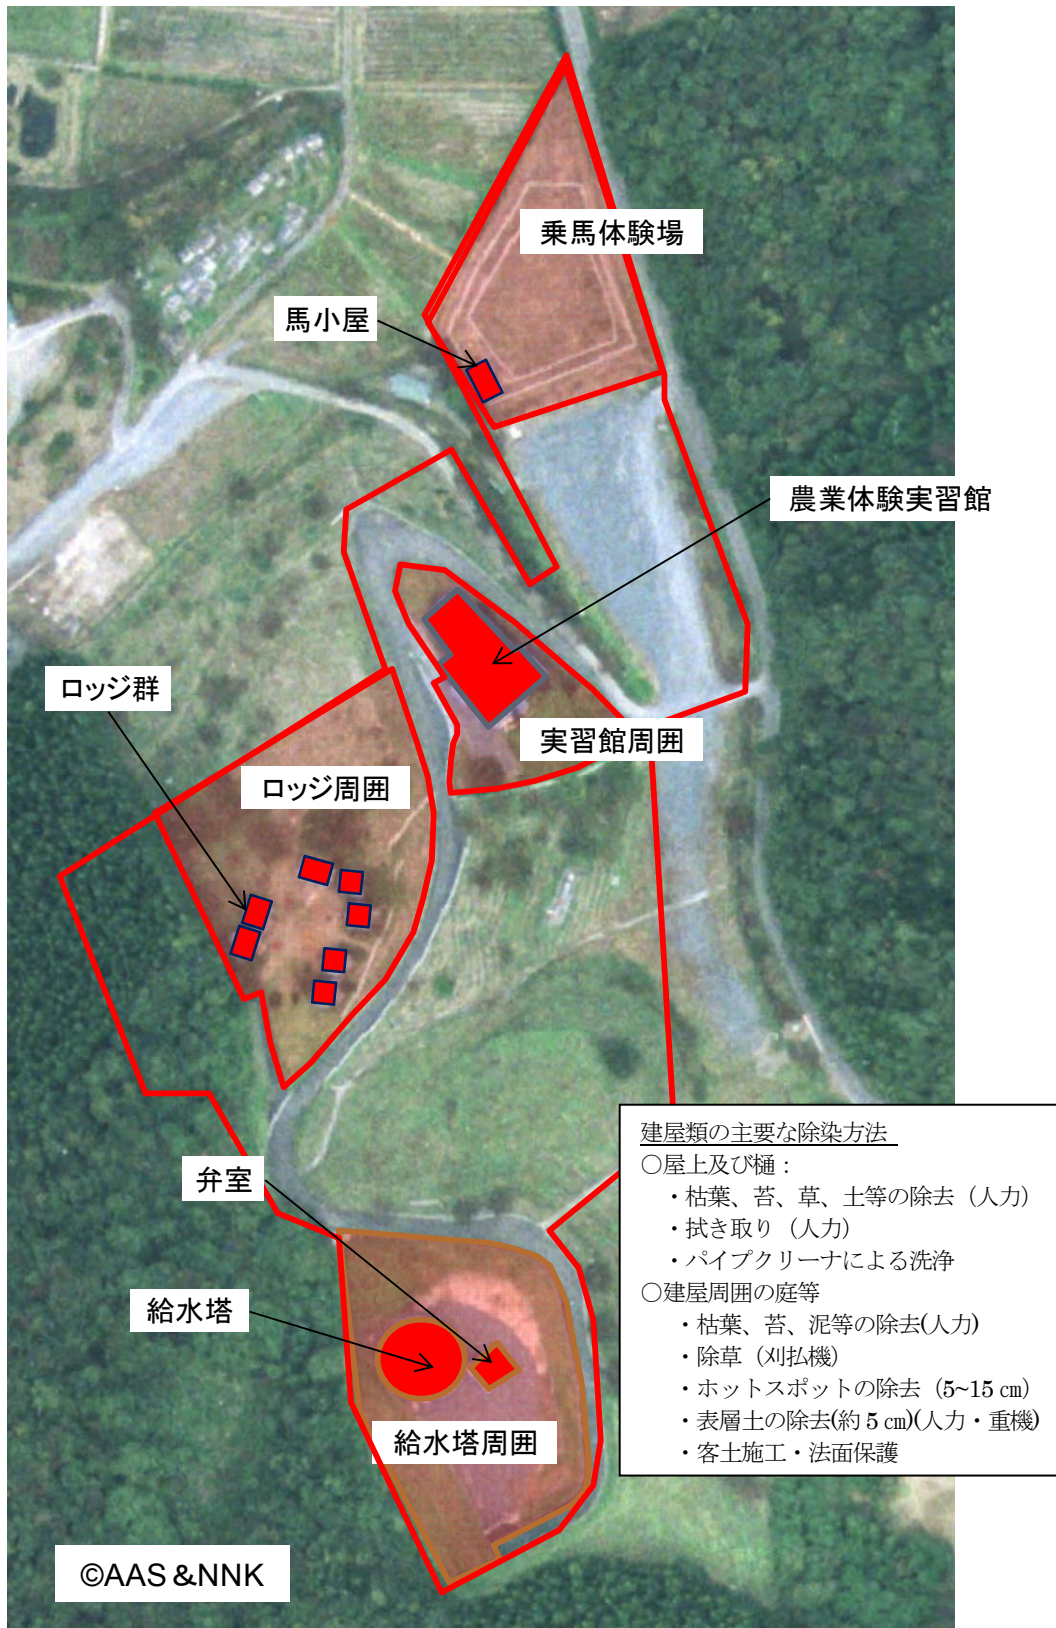 乗馬体験場
馬小屋
農業体験実習館
ロッジ群
実習館周囲
ロッジ周囲
建屋類の主要な除染方法
○屋上及び樋：
・枯葉、苔、草、土等の除去（人力）
・拭き取り（人力）
・パイプクリーナによる洗浄
○建屋周囲の庭等
・枯葉、苔、泥等の除去(人力)
・除草（刈払機）
・ホットスポットの除去（5~15㎝）
・表層土の除去(約5㎝)(人力・重機)
・客土施工・法面保護
弁室
給水塔
給水塔周囲
©AAS &NNK